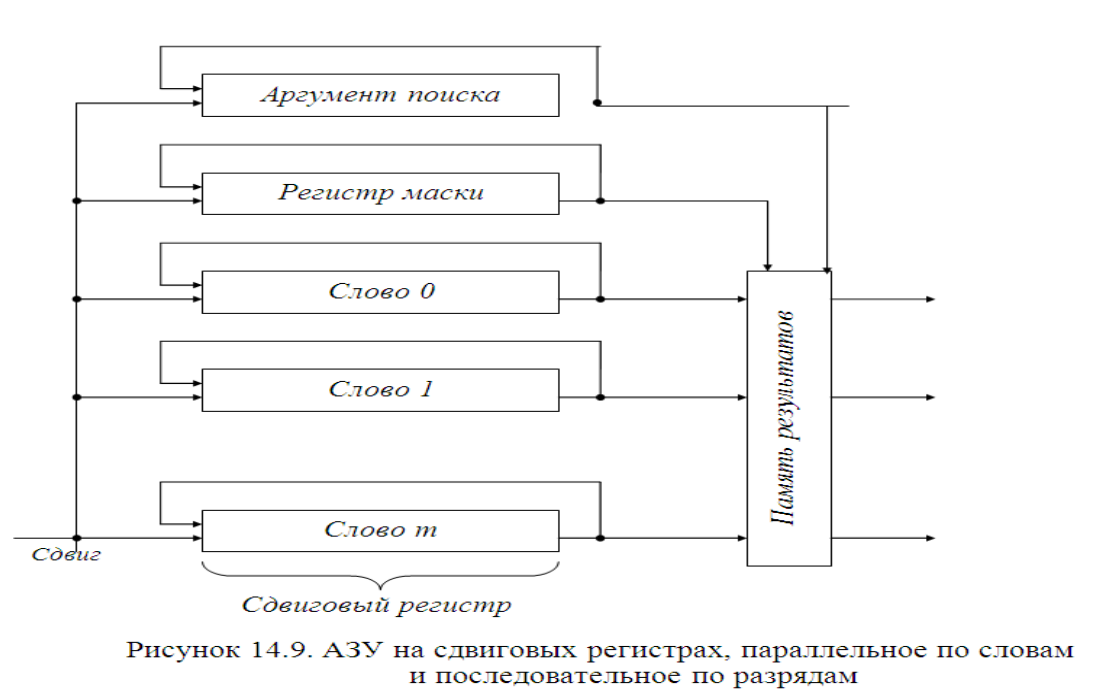 Аргумент поиска
Регистр маски
Слово 0
Слово 1
Слово m
Память результатов
Сдвиг
Сдвиговый регистр
Рисунок 14.9. АЗУ на сдвиговых регистрах, параллельное по словам
и последовательное по разрядам